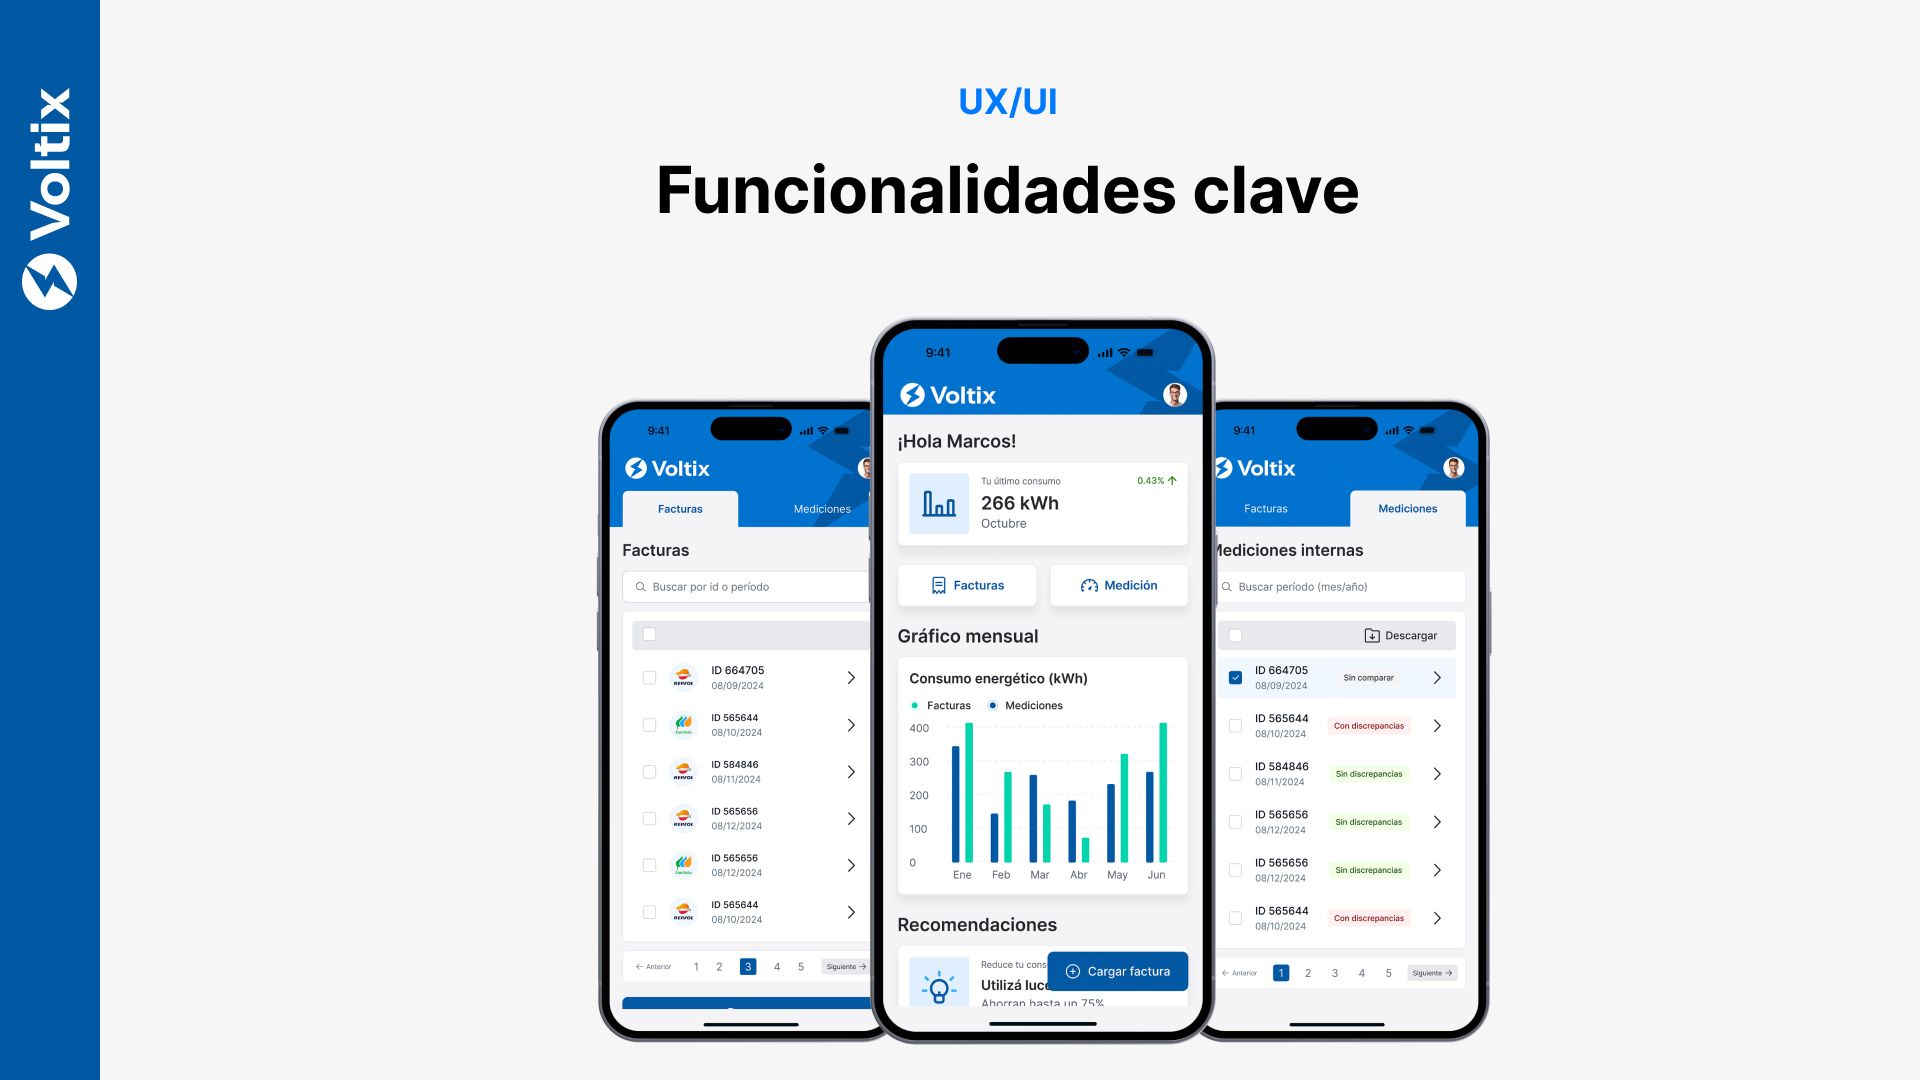 Voltix
UX/UI
Funcionalidades clave
9:41
Voltix
Facturas
Mediciones
Facturas
Buscar por id o período
ID 664705
08/09/2024
ID 565644
08/10/2024
ID 584846
08/11/2024
ID 565656
08/12/2024
ID 565656
08/12/2024
ID 565644
08/10/2024
REPSOL
Iberdrola
REPSOL
REPSOL
Iberdrola
REPSOL
← Anterior 1 2 3 4 5 Siguiente →
9:41
Voltix
¡Hola Marcos!
Tu último consumo
0.43% ↑
266 kWh
Octubre
Facturas
Medición
Gráfico mensual
Consumo energético (kWh)
Facturas Mediciones
400
300
200
100
0
Ene Feb Mar Abr May Jun
Recomendaciones
Reduce tu cons
Utilizá luce
Ahorran hasta un 75%
Cargar factura
9:41
Voltix
Facturas
Mediciones
Mediciones internas
Buscar período (mes/año)
Descargar
ID 664705
08/09/2024
Sin comparar
ID 565644
08/10/2024
Con discrepancias
ID 584846
08/11/2024
Sin discrepancias
ID 565656
08/12/2024
Sin discrepancias
ID 565656
08/12/2024
Sin discrepancias
ID 565644
08/10/2024
Con discrepancias
← Anterior 1 2 3 4 5 Siguiente →